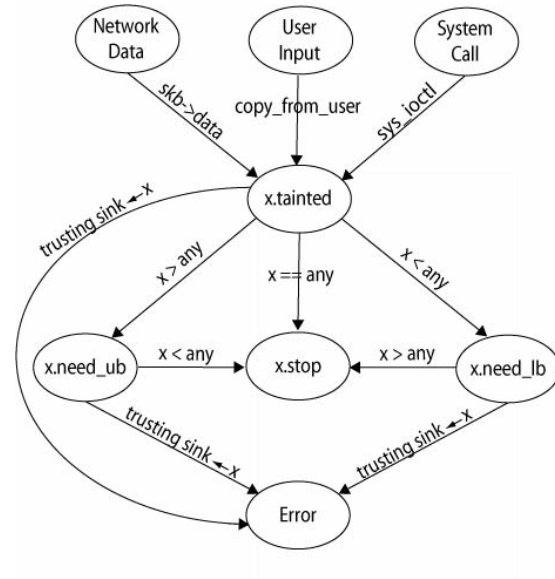 Network
Data
User
Input
System
Call
skb->data
copy_from_user
sys_ioctl
x.tainted
trusting sink ←x
x > any
x == any
x < any
x.need_ub
x < any
x.stop
x > any
x.need_lb
trusting sink ←x
trusting sink ←x
Error